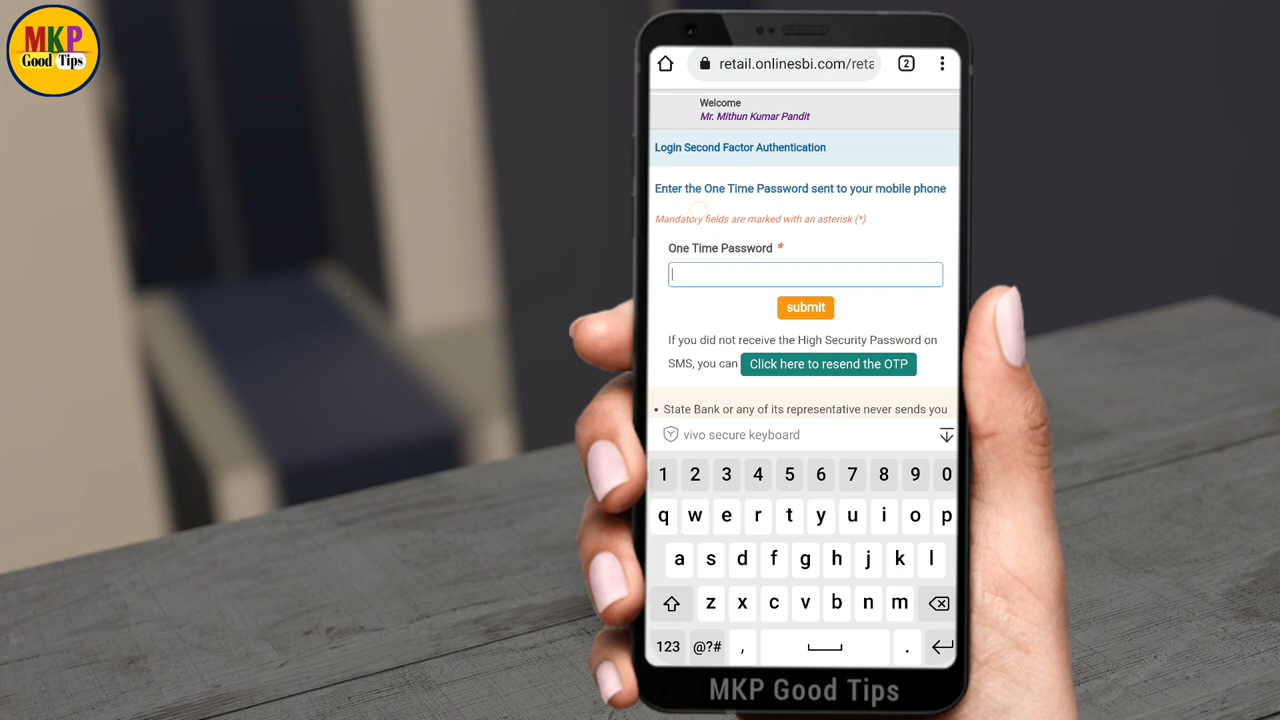 MKP
Good Tips
retail.onlinesbi.com/reta
2
Welcome
Mr. Mithun Kumar Pandit
Login Second Factor Authentication
Enter the One Time Password sent to your mobile phone
Mandatory fields are marked with an asterisk (*)
One Time Password *
submit
If you did not receive the High Security Password on
SMS, you can Click here to resend the OTP
• State Bank or any of its representative never sends you
vivo secure keyboard
1 2 3 4 5 6 7 8 9 0
q w e r t y u i o p
a s d f g h j k l
z x c v b n m
123 @?# , .
MKP Good Tips